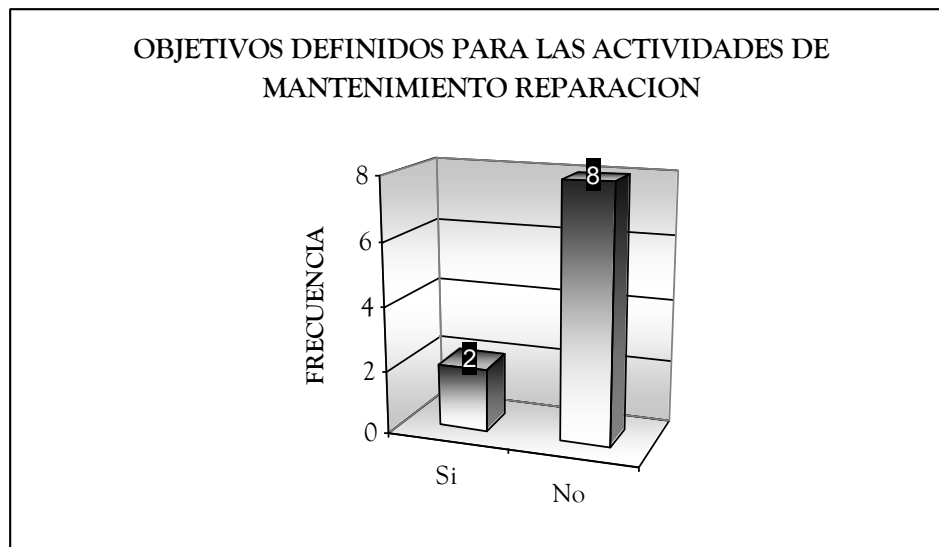 OBJETIVOS DEFINIDOS PARA LAS ACTIVIDADES DE
MANTENIMIENTO REPARACION
8
6
4
2
0
FRECUENCIA
2
8
Si
No